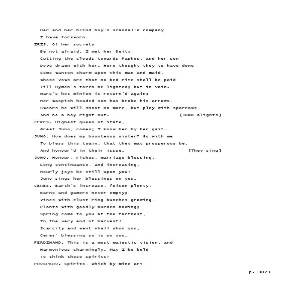 Her and her blind boy's scandal'd company
I have forsworn.
IRIS. Of her society
Be not afraid. I met her Deity
Cutting the clouds towards Paphos, and her son
Dove-drawn with her. Here thought they to have done
Some wanton charm upon this man and maid,
Whose vows are that no bed-rite shall be paid
Till Hymen's torch be lighted; but in vain.
Mars's hot minion is return'd again;
Her waspish-headed son has broke his arrows,
Swears he will shoot no more, but play with sparrows,
And be a boy right out. [JUNO alights]
CERES. Highest Queen of State,
Great Juno, comes; I know her by her gait.
JUNO. How does my bounteous sister? Go with me
To bless this twain, that they may prosperous be,
And honour'd in their issue. [They sing]
JUNO. Honour, riches, marriage-blessing,
Long continuance, and increasing,
Hourly joys be still upon you!
Juno sings her blessings on you.
CERES. Earth's increase, foison plenty,
Barns and garners never empty;
Vines with clust'ring bunches growing,
Plants with goodly burden bowing;
Spring come to you at the farthest,
In the very end of harvest!
Scarcity and want shall shun you,
Ceres' blessing so is on you.
FERDINAND. This is a most majestic vision, and
Harmonious charmingly. May I be bold
To think these spirits?
PROSPERO. Spirits, which by mine art